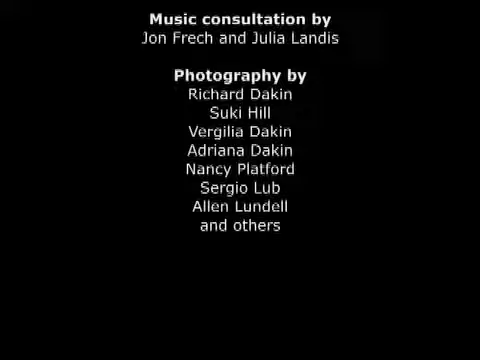 Music consultation by
Jon Frech and Julia Landis
Photography by
Richard Dakin
Suki Hill
Vergilia Dakin
Adriana Dakin
Nancy Platford
Sergio Lub
Allen Lundell
and others